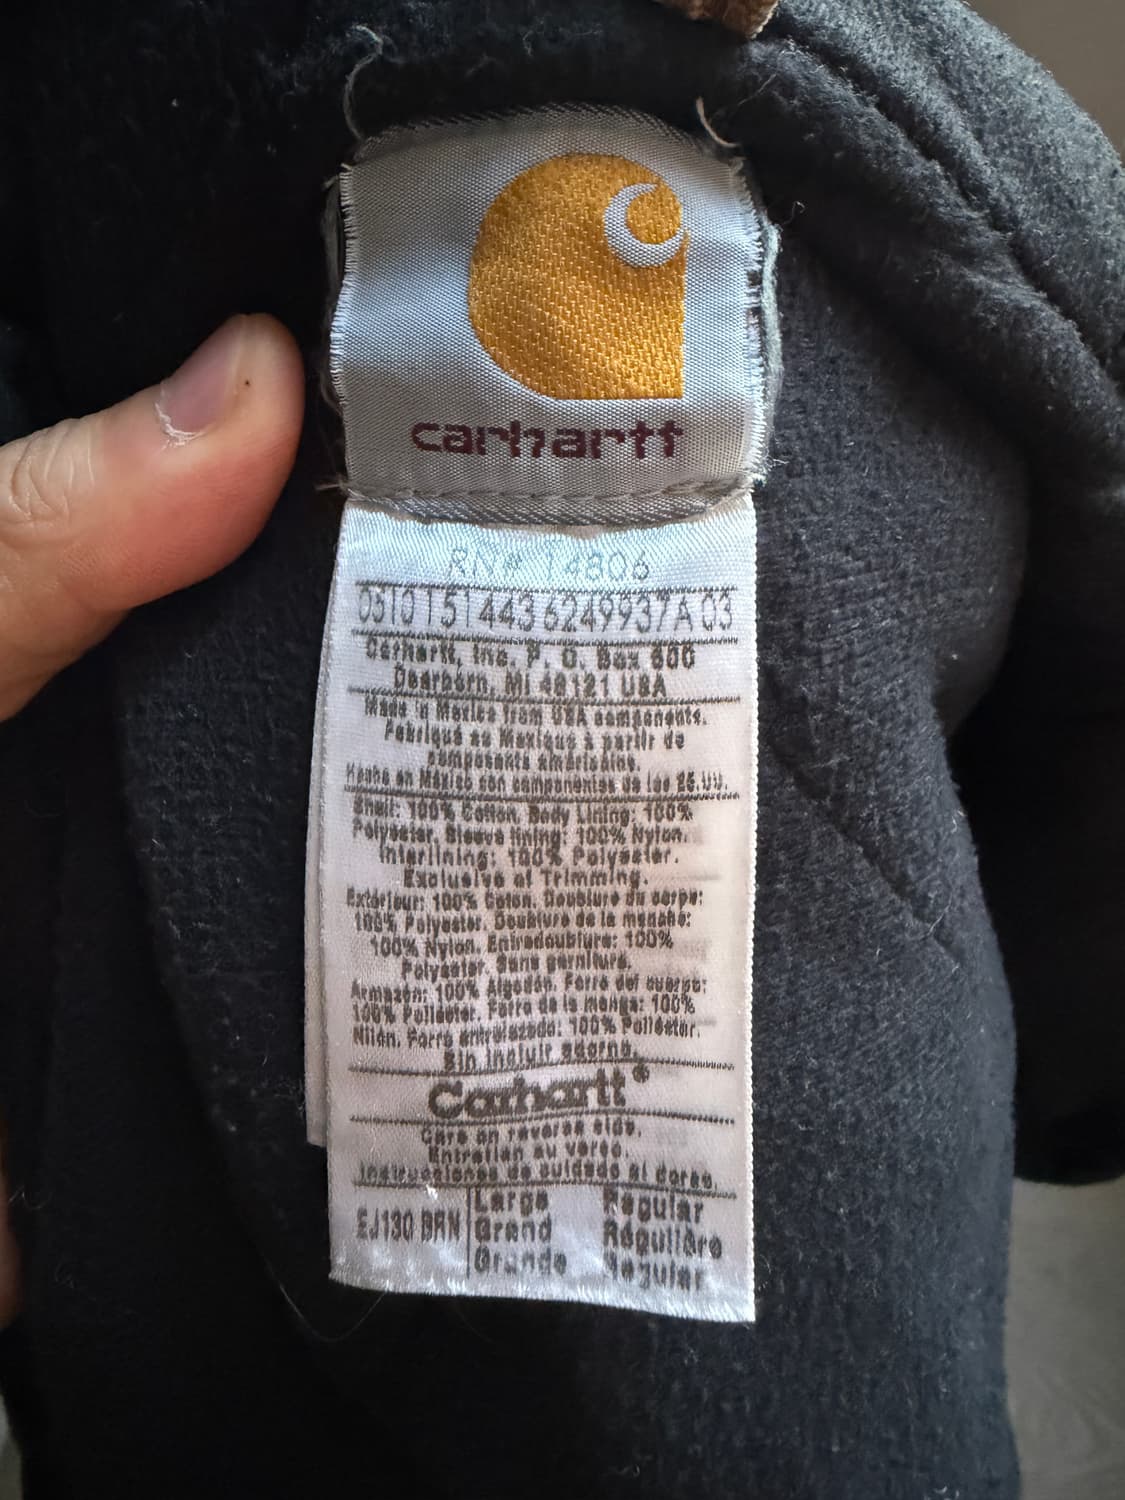 carhartt
RN# 14806
0510151443 6249937A 03
Carhartt, Inc. P. O. Box 600
Dearborn, MI 48121 USA
Made in Mexico from USA components.
Fabriqué au Mexique à partir de
composants américains.
Hecho en México con componentes de los EE.UU.
Shell: 100% Cotton. Body Lining: 100%
Polyester. Sleeve lining: 100% Nylon.
Interlining: 100% Polyester.
Exclusive of Trimming.
Extérieur: 100% Coton. Doublure du corps:
100% Polyester. Doublure de la manche:
100% Nylon. Entredoublure: 100%
Polyester. Sans garniture.
Armazón: 100% Algodón. Forro del cuerpo:
100% Poliéster. Forro de la manga: 100%
Nilón. Forro entrelazado: 100% Poliéster.
Sin incluir adorno.
Carhartt®
Care on reverse side.
Entretien au verso.
Instrucciones de cuidado al dorso.
EJ130 BRN Large Regular
Grand Régulière
Grande Regular